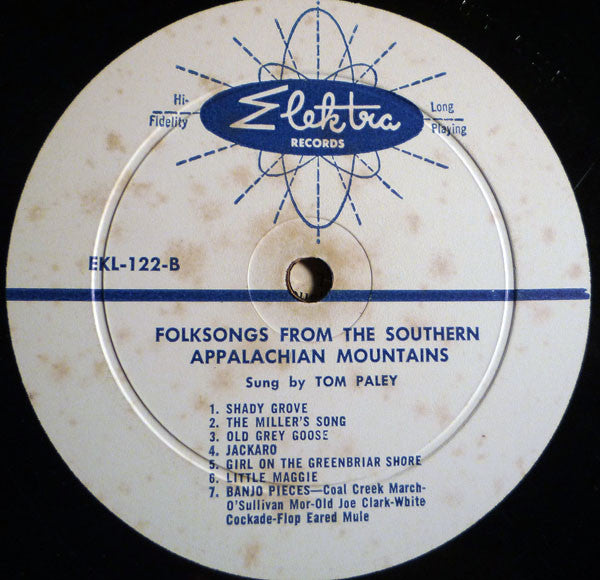 Hi-
Fidelity
Elektra
RECORDS
Long
Playing
EKL-122-B
FOLKSONGS FROM THE SOUTHERN
APPALACHIAN MOUNTAINS
Sung by TOM PALEY
1. SHADY GROVE
2. THE MILLER'S SONG
3. OLD GREY GOOSE
4. JACKARO
5. GIRL ON THE GREENBRIAR SHORE
6. LITTLE MAGGIE
7. BANJO PIECES—Coal Creek March-
O'Sullivan Mor-Old Joe Clark-White
Cockade-Flop Eared Mule